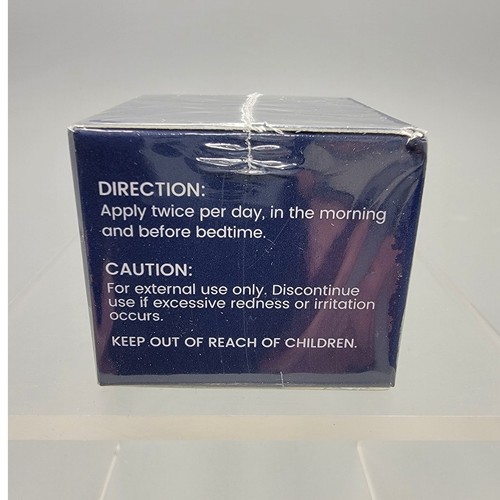 DIRECTION:
Apply twice per day, in the morning
and before bedtime.
CAUTION:
For external use only. Discontinue
use if excessive redness or irritation
occurs.
KEEP OUT OF REACH OF CHILDREN.